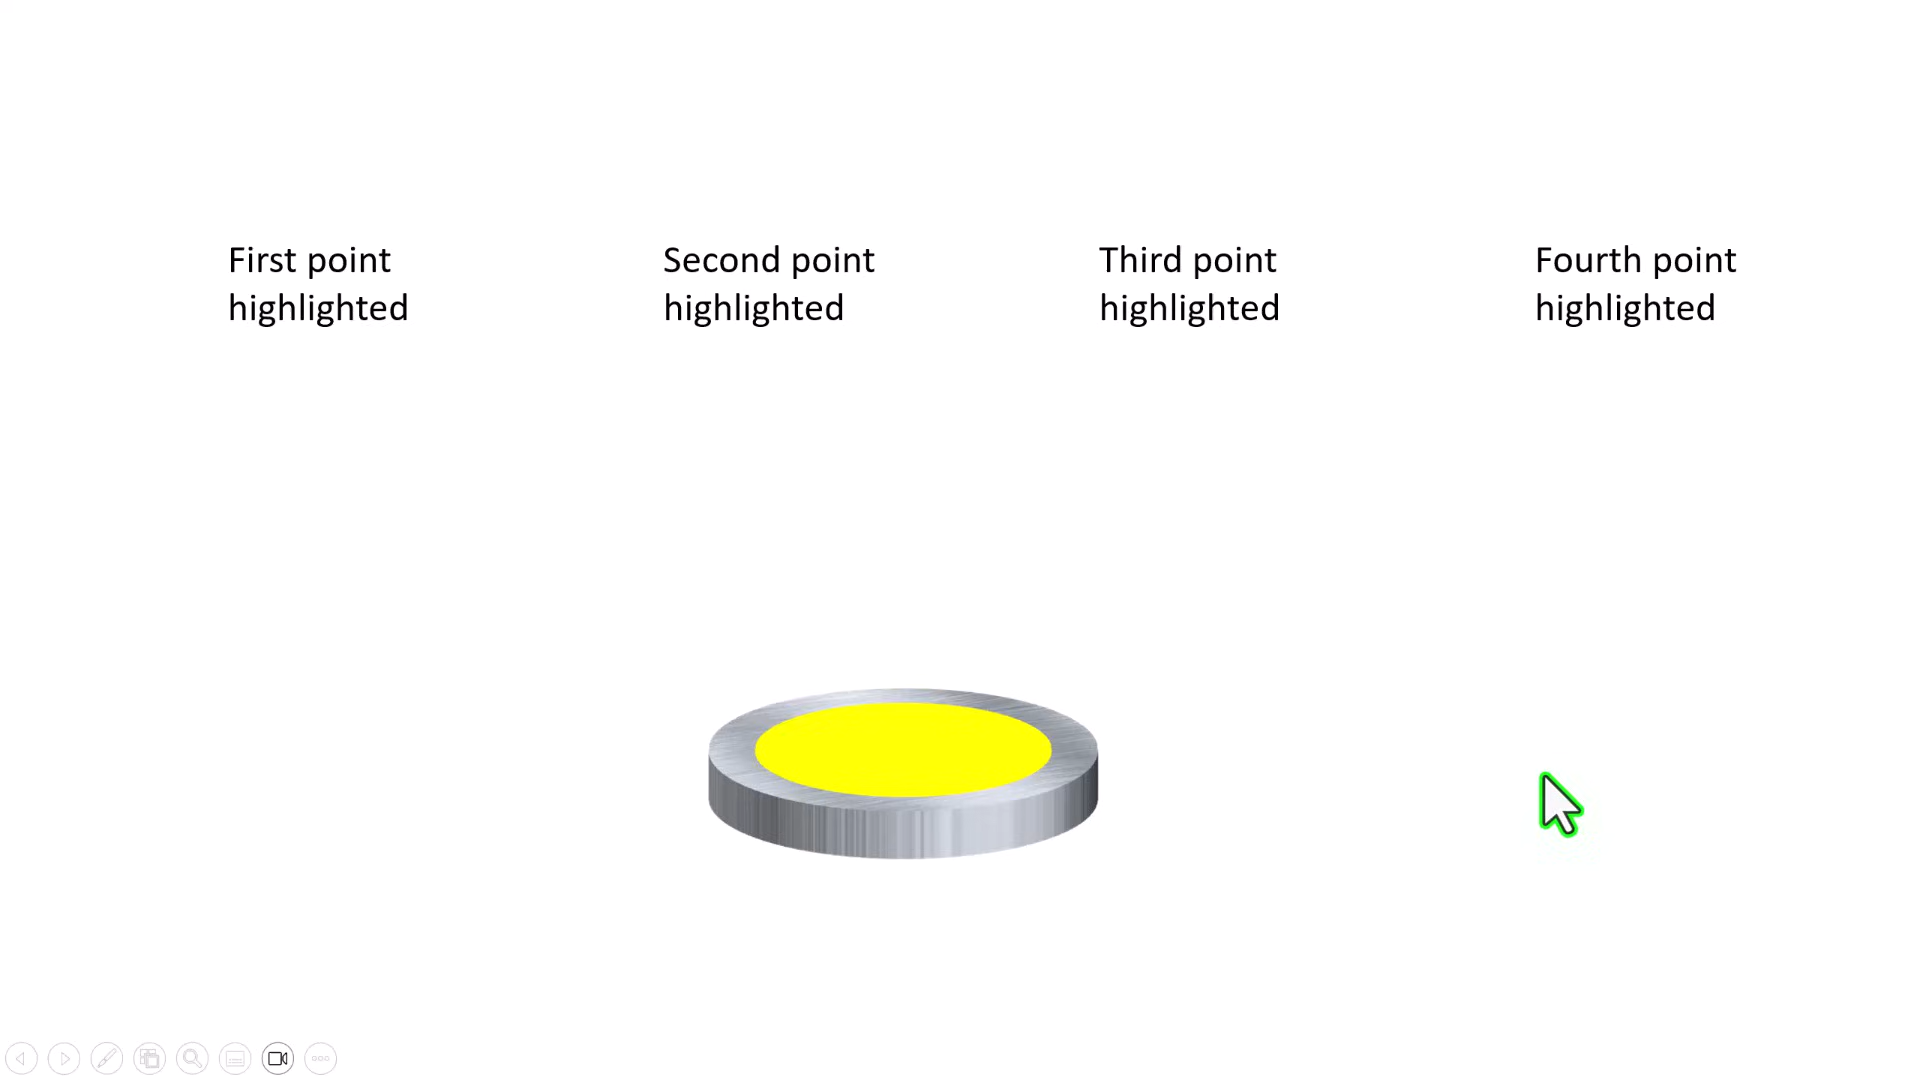 First point
highlighted
Second point
highlighted
Third point
highlighted
Fourth point
highlighted